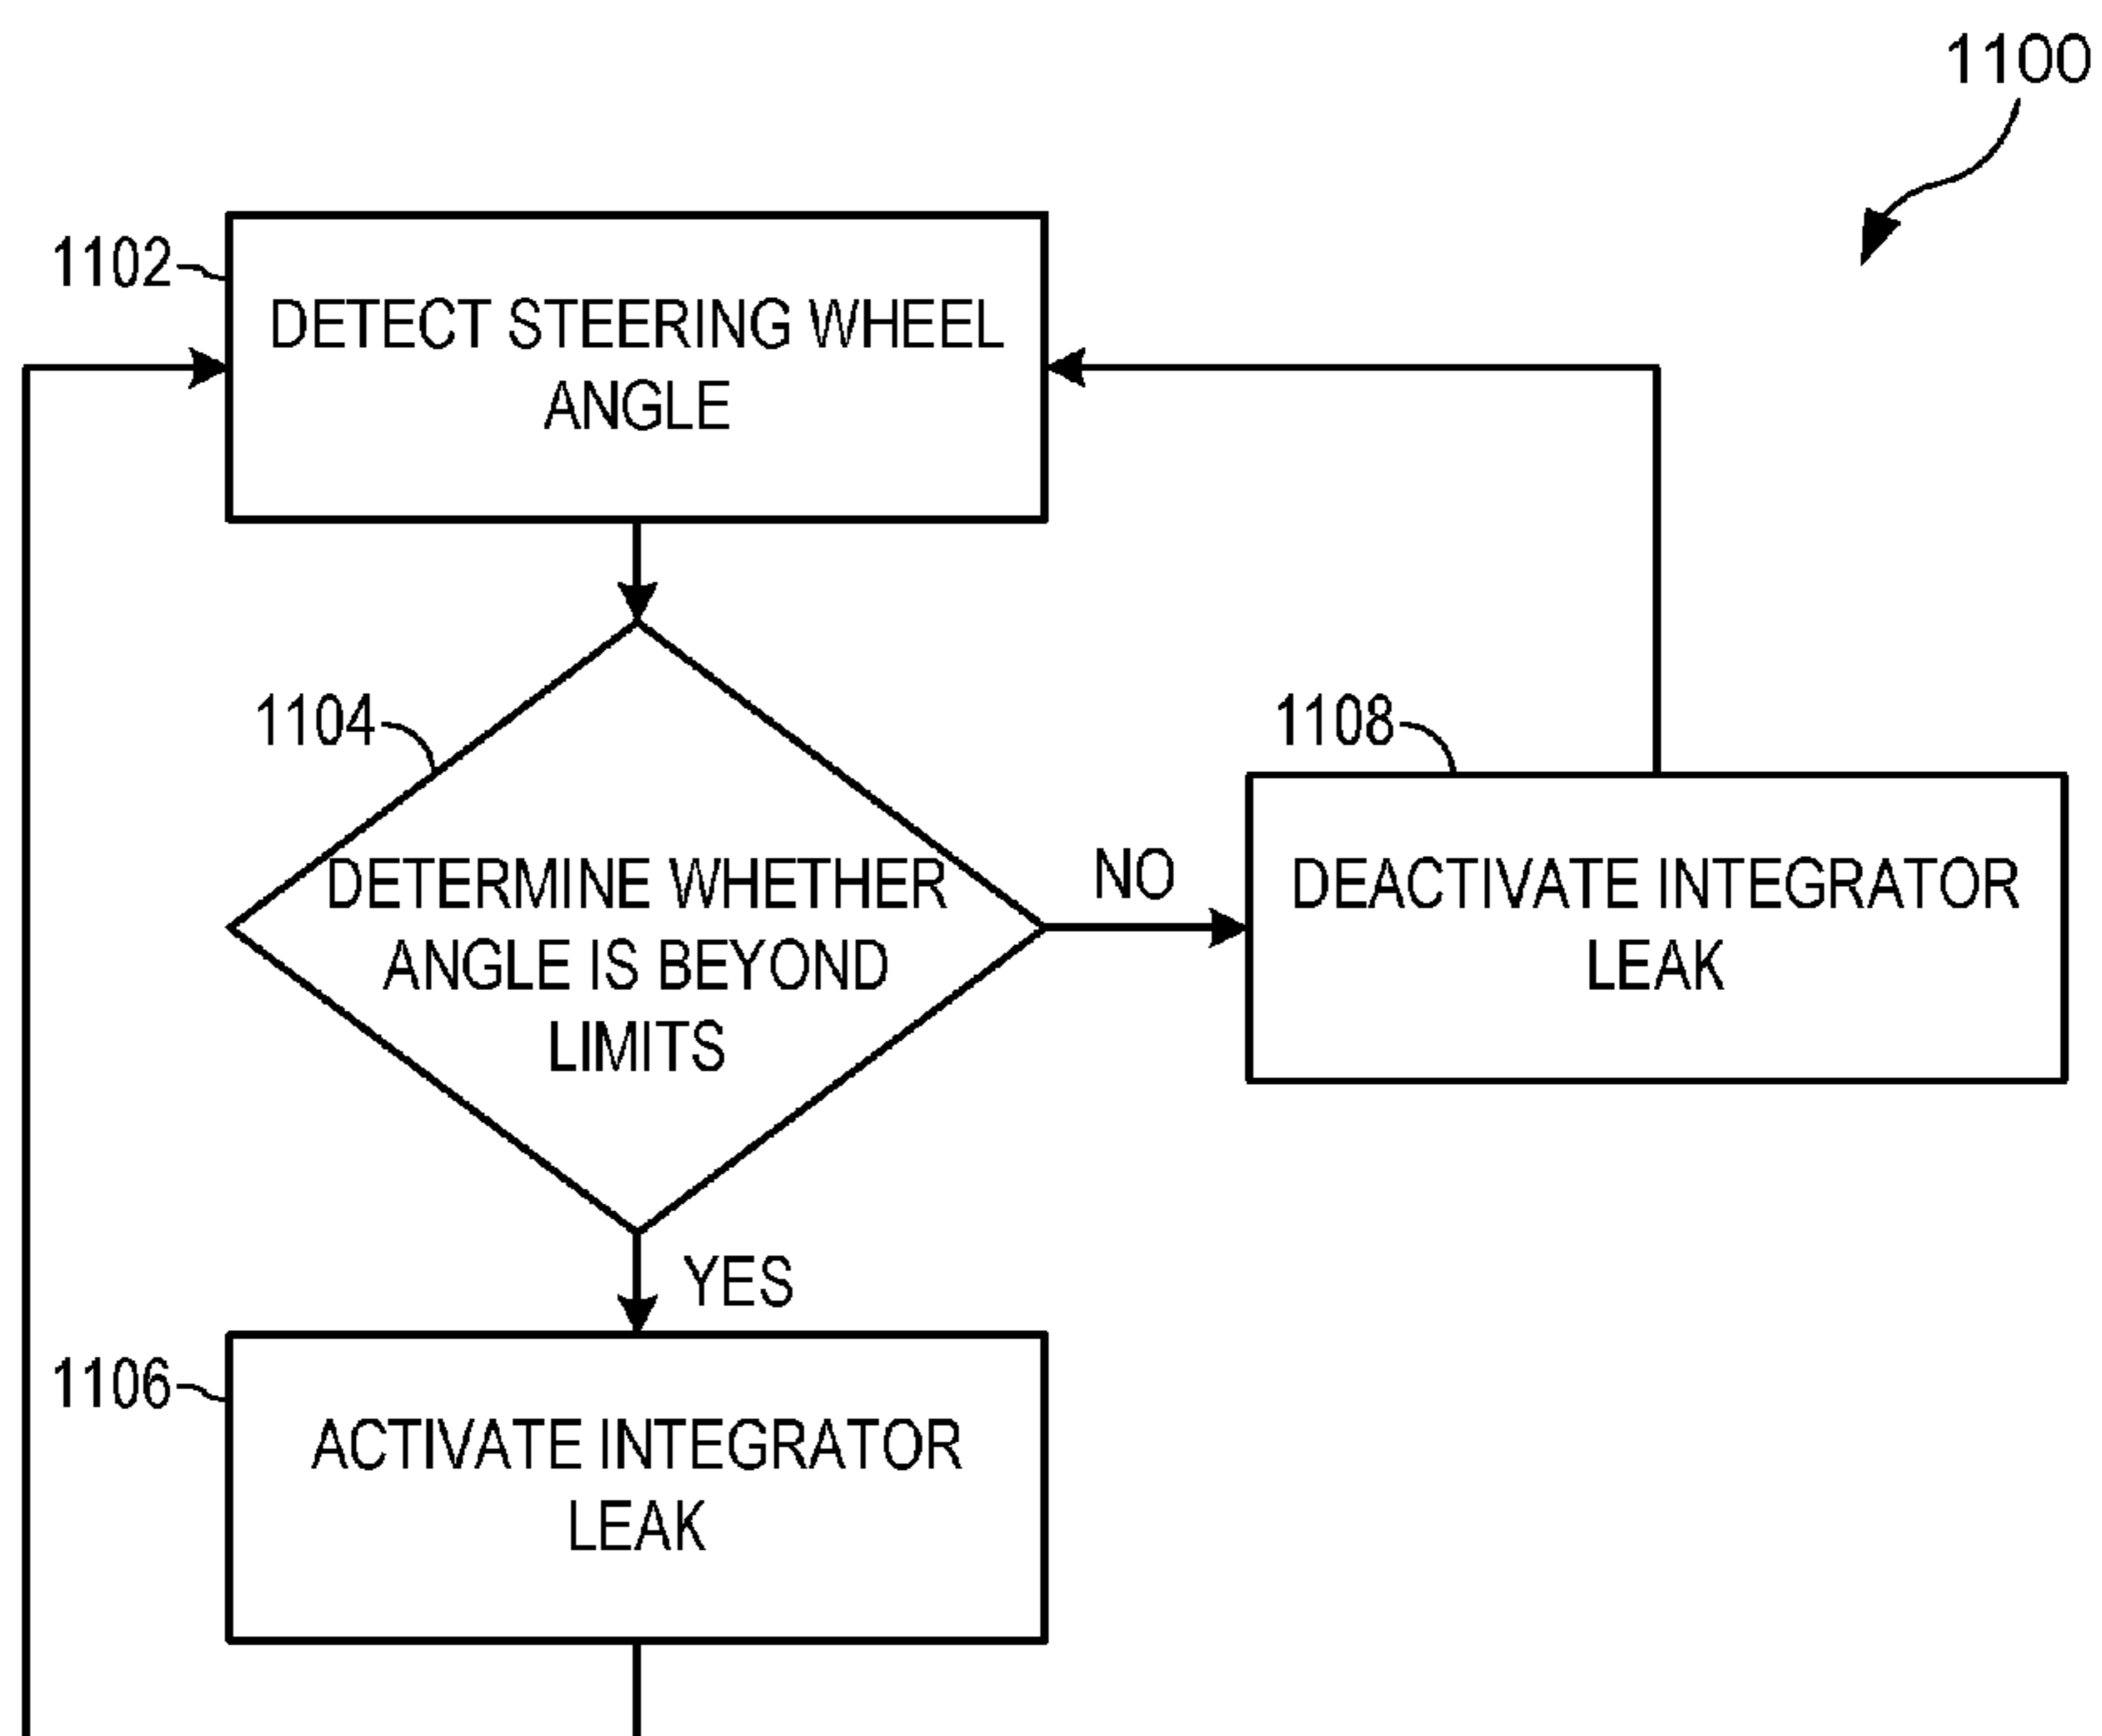 1100
1102
DETECT STEERING WHEEL
ANGLE
1104
DETERMINE WHETHER
ANGLE IS BEYOND
LIMITS
NO
1108
DEACTIVATE INTEGRATOR
LEAK
YES
1106
ACTIVATE INTEGRATOR
LEAK